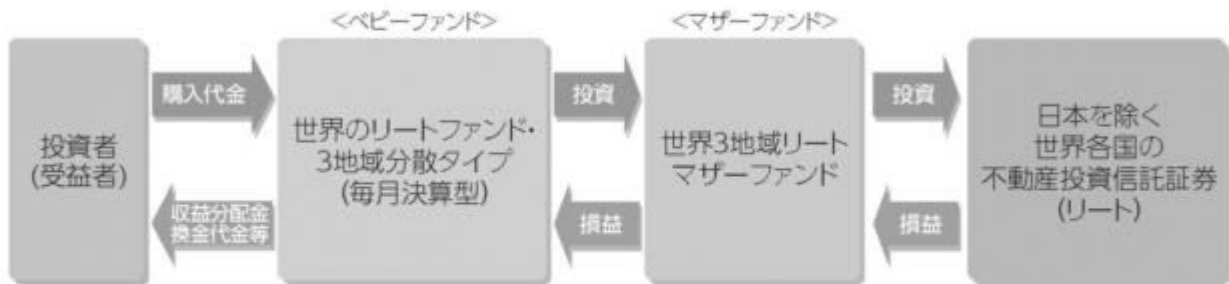 <ベビーファンド>
<マザーファンド>
投資者
(受益者)
購入代金
収益分配金
換金代金等
世界のリートファンド・
3地域分散タイプ
(毎月決算型)
投資
損益
世界3地域リート
マザーファンド
投資
損益
日本を除く
世界各国の
不動産投資信託証券
(リート)